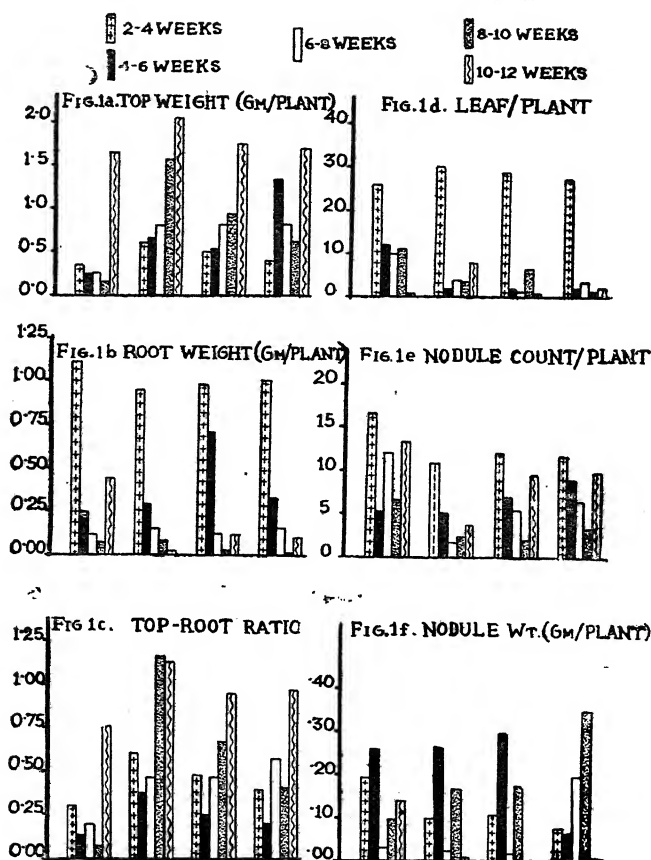 2-4 WEEKS
4-6 WEEKS
6-8 WEEKS
8-10 WEEKS
10-12 WEEKS
FIG.1a. TOP WEIGHT (GM/PLANT)
2·0
1·5
1·0
0·5
0·0
FIG.1d. LEAF/PLANT
40
30
20
10
0
FIG.1b ROOT WEIGHT (GM/PLANT)
1·25
1·00
0·75
0·50
0·25
0·00
FIG.1e NODULE COUNT/PLANT
20
15
10
5
0
FIG 1c. TOP-ROOT RATIO
1·25
1·00
0·75
0·50
0·25
0·00
FIG.1f. NODULE WT. (GM/PLANT)
·40
·30
·20
·10
·00